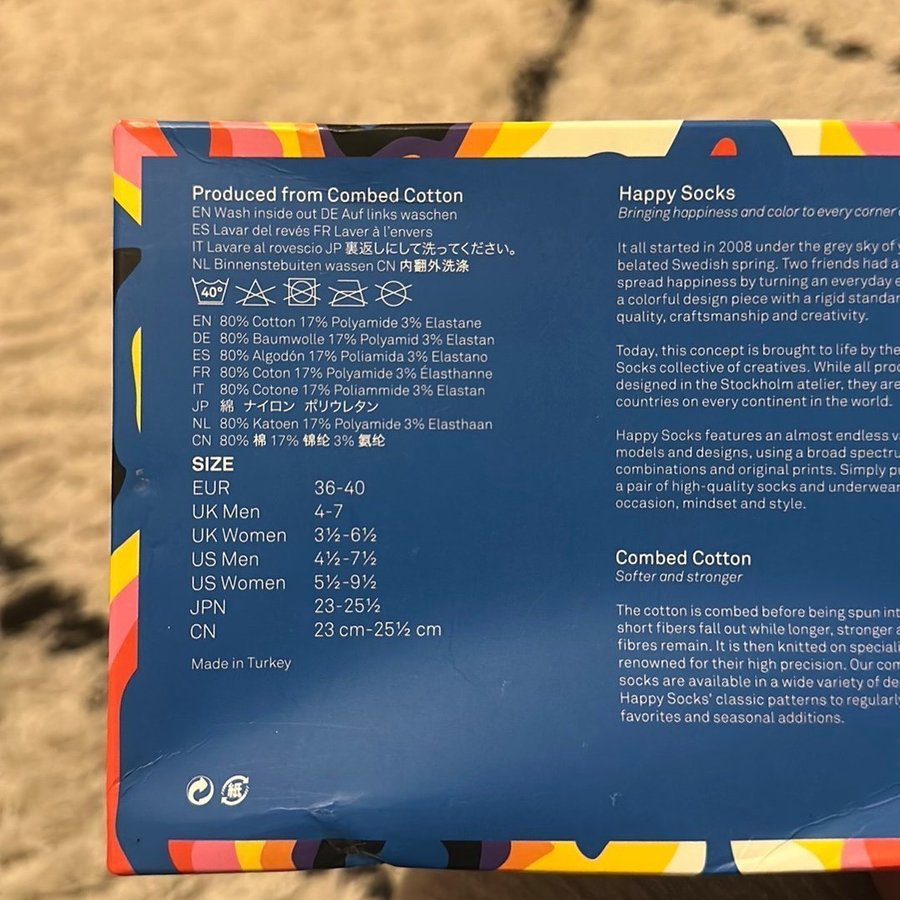 Produced from Combed Cotton
EN Wash inside out DE Auf links waschen
ES Lavar del revés FR Laver à l'envers
IT Lavare al rovescio JP 裏返しにして洗ってください。
NL Binnenstebuiten wassen CN 内翻外洗涤
40°
EN 80% Cotton 17% Polyamide 3% Elastane
DE 80% Baumwolle 17% Polyamid 3% Elastan
ES 80% Algodón 17% Poliamida 3% Elastano
FR 80% Coton 17% Polyamide 3% Élasthanne
IT 80% Cotone 17% Poliammide 3% Elastan
JP 綿 ナイロン ポリウレタン
NL 80% Katoen 17% Polyamide 3% Elasthaan
CN 80% 棉 17% 锦纶 3% 氨纶
SIZE
EUR 36-40
UK Men 4-7
UK Women 3½-6½
US Men 4½-7½
US Women 5½-9½
JPN 23-25½
CN 23 cm-25½ cm
Made in Turkey
紙
Happy Socks
Bringing happiness and color to every corner
It all started in 2008 under the grey sky of
belated Swedish spring. Two friends had a
spread happiness by turning an everyday
a colorful design piece with a rigid
quality, craftsmanship and creativity.
Today, this concept is brought to life by the
Socks collective of creatives. While all
designed in the Stockholm atelier, they are
countries on every continent in the world.
Happy Socks features an almost endless
models and designs, using a broad
combinations and original prints. Simply
a pair of high-quality socks and underwear
occasion, mindset and style.
Combed Cotton
Softer and stronger
The cotton is combed before being spun
short fibers fall out while longer, stronger
fibres remain. It is then knitted on
renowned for their high precision. Our
socks are available in a wide variety of
Happy Socks' classic patterns to regularly
favorites and seasonal additions.